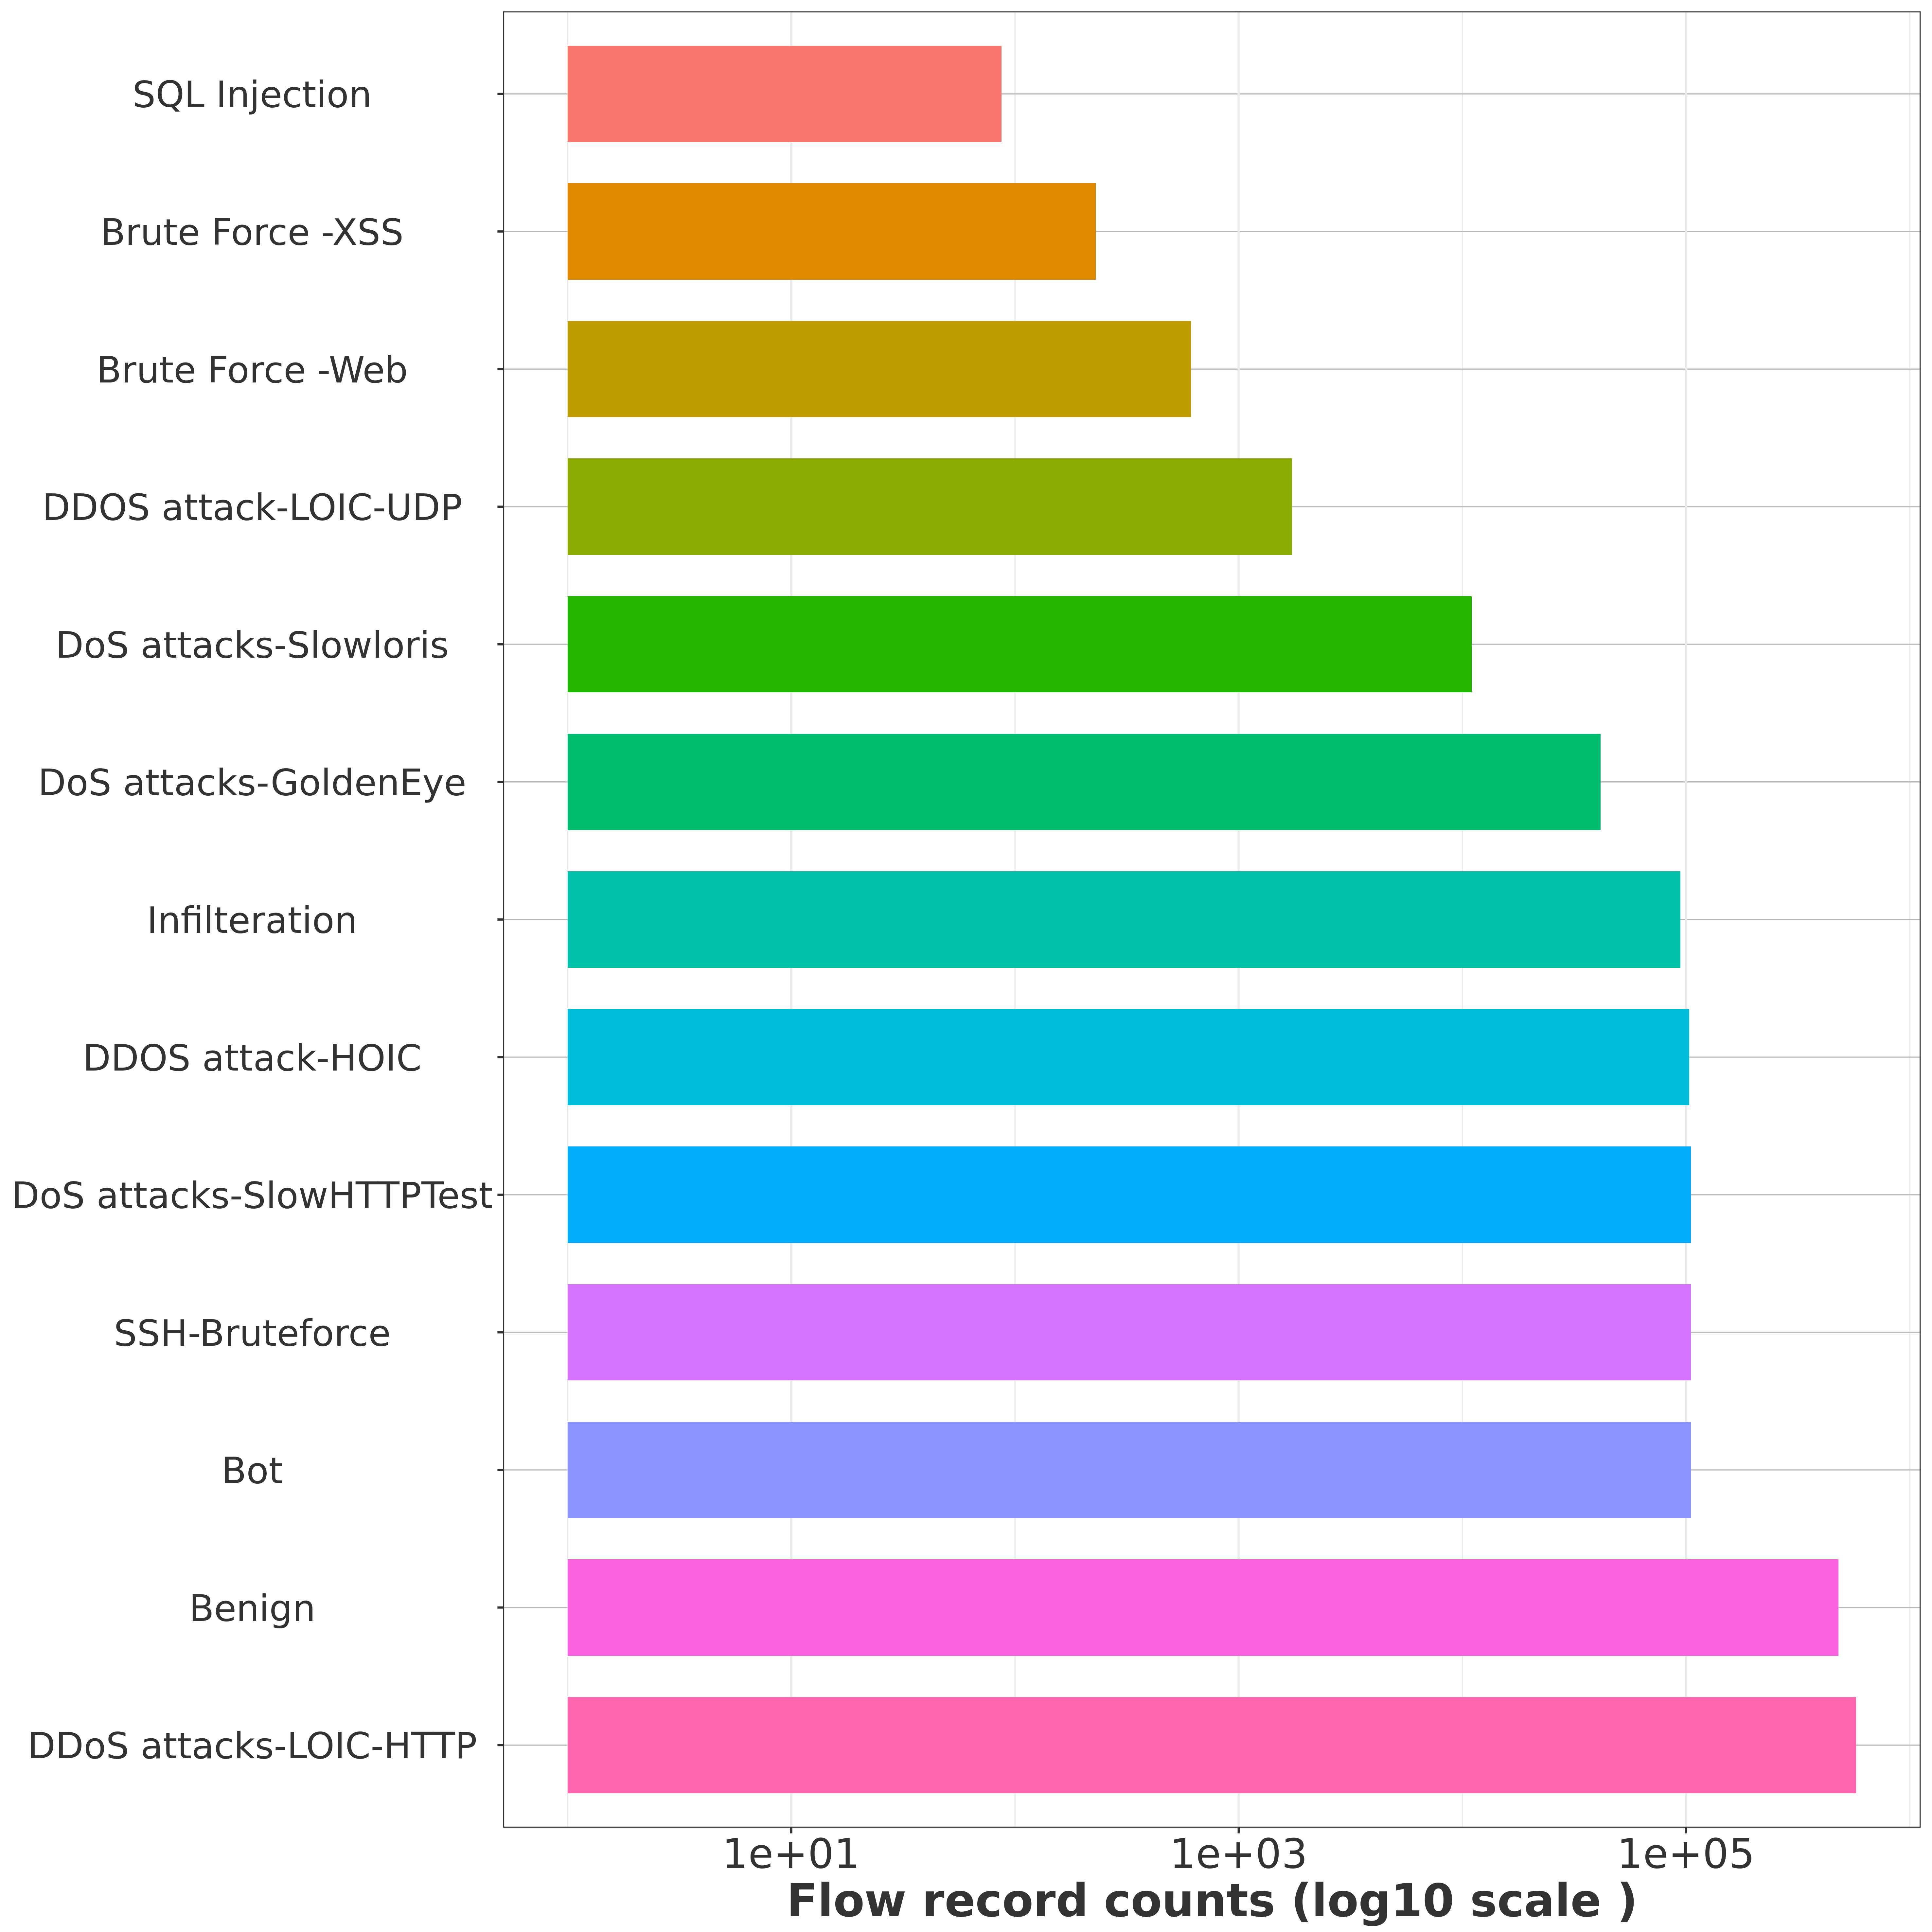 SQL Injection
Brute Force -XSS
Brute Force -Web
DDOS attack-LOIC-UDP
DoS attacks-Slowloris
DoS attacks-GoldenEye
Infilteration
DDOS attack-HOIC
DoS attacks-SlowHTTPTest
SSH-Bruteforce
Bot
Benign
DDoS attacks-LOIC-HTTP
1e+01 1e+03 1e+05
Flow record counts (log10 scale )